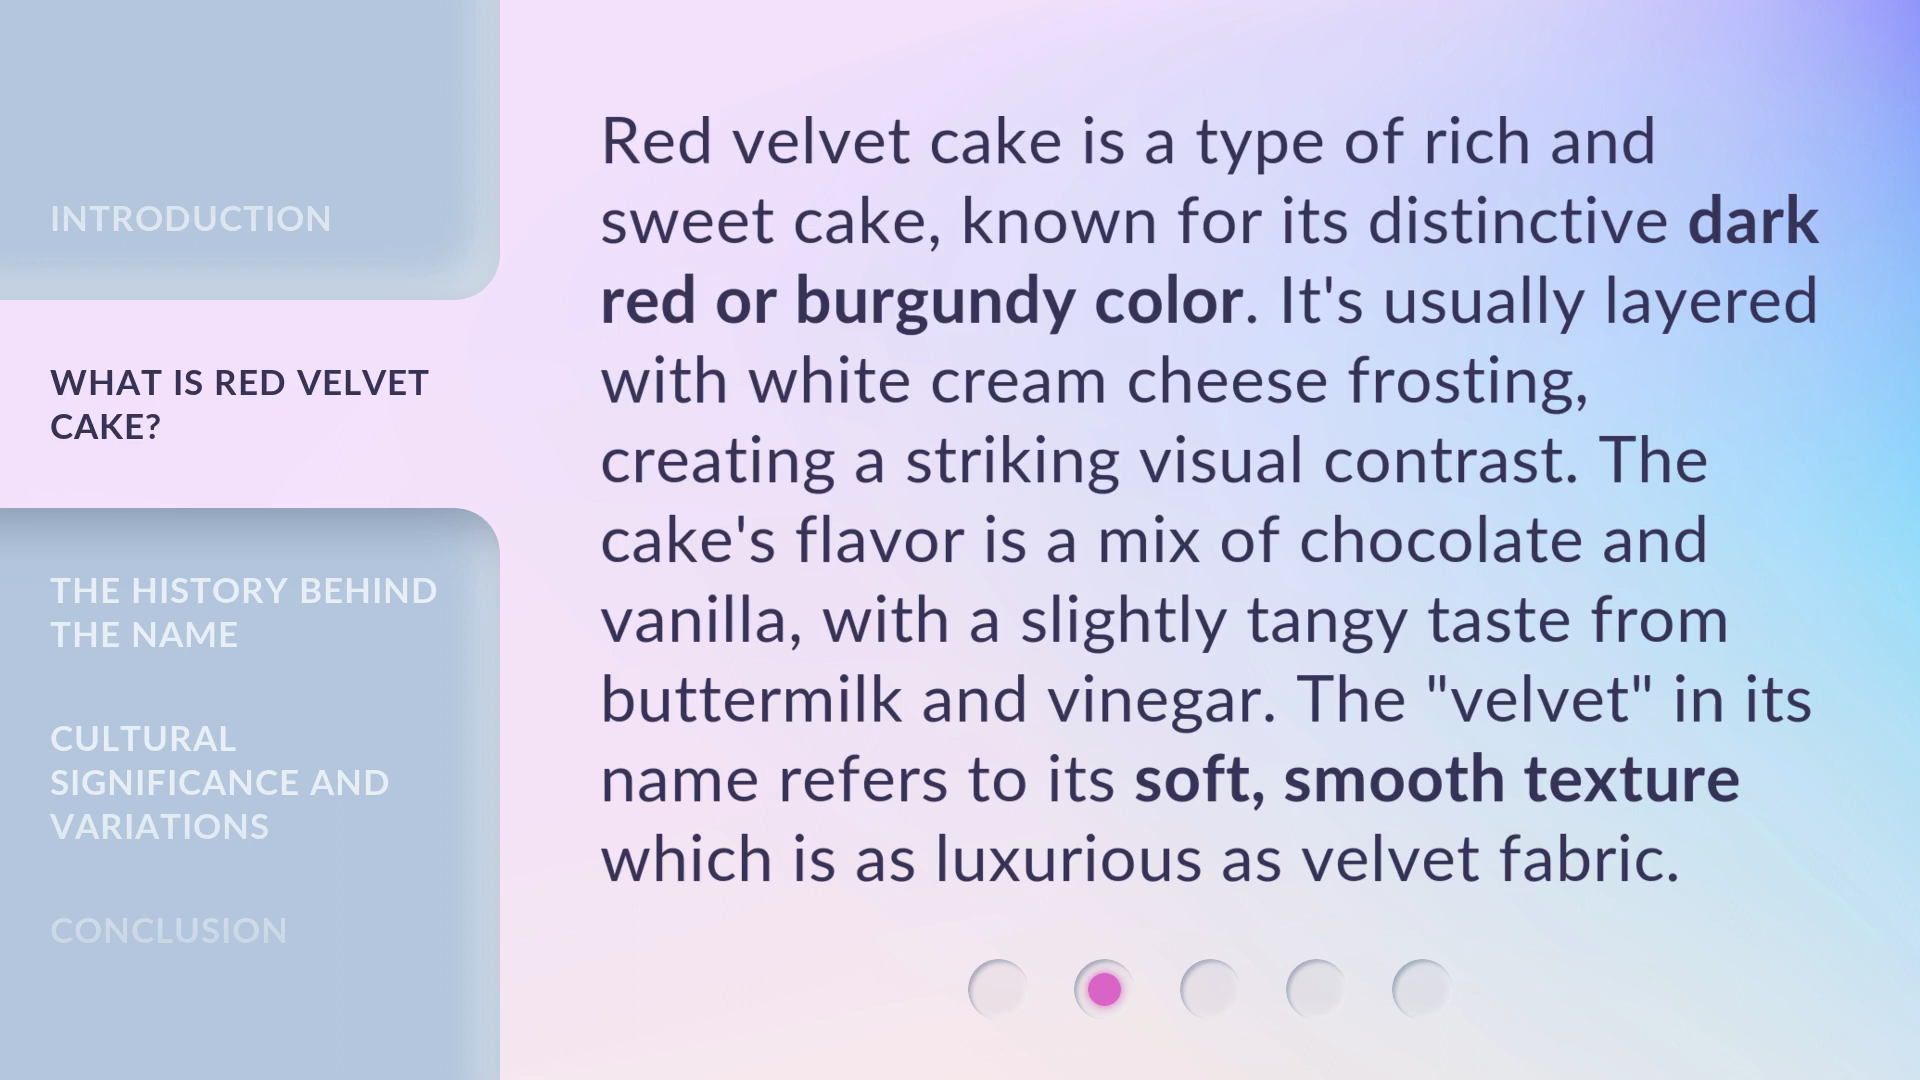 INTRODUCTION
WHAT IS RED VELVET
CAKE?
THE HISTORY BEHIND
THE NAME
CULTURAL
SIGNIFICANCE AND
VARIATIONS
CONCLUSION
Red velvet cake is a type of rich and
sweet cake, known for its distinctive dark
red or burgundy color. It's usually layered
with white cream cheese frosting,
creating a striking visual contrast. The
cake's flavor is a mix of chocolate and
vanilla, with a slightly tangy taste from
buttermilk and vinegar. The "velvet" in its
name refers to its soft, smooth texture
which is as luxurious as velvet fabric.